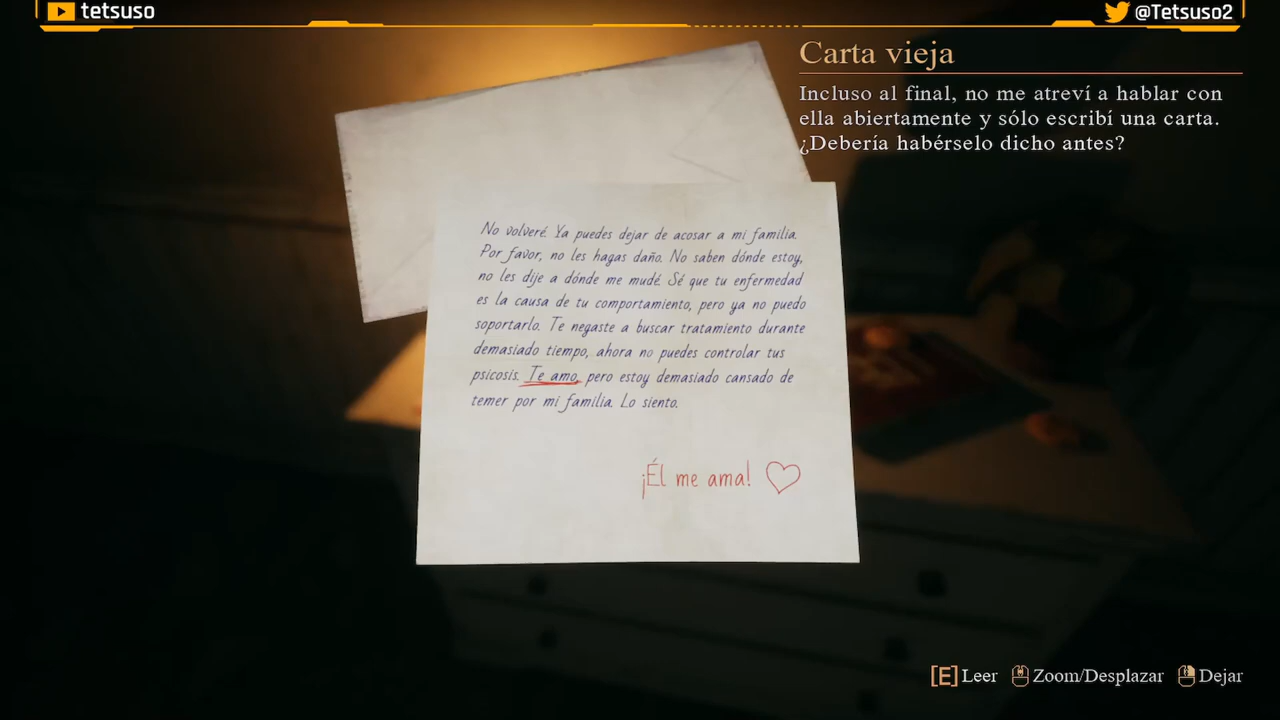 tetsuso
@Tetsuso2
Carta vieja
Incluso al final, no me atreví a hablar con
ella abiertamente y sólo escribí una carta.
¿Debería habérselo dicho antes?
No volveré. Ya puedes dejar de acosar a mi familia.
Por favor, no les hagas daño. No saben dónde estoy,
no les dije a dónde me mudé. Sé que tu enfermedad
es la causa de tu comportamiento, pero ya no puedo
soportarlo. Te negaste a buscar tratamiento durante
demasiado tiempo, ahora no puedes controlar tus
psicosis. Te amo, pero estoy demasiado cansado de
temer por mi familia. Lo siento.
¡Él me ama!
[E] Leer Zoom/Desplazar Dejar